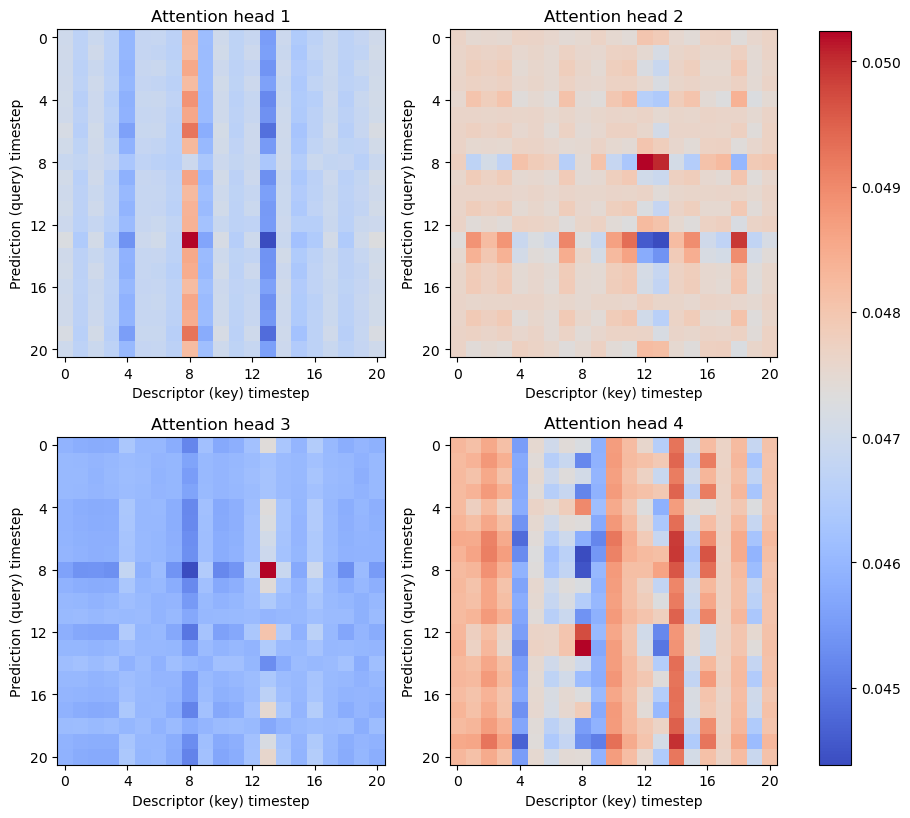 Attention head 1
Prediction (query) timestep
0
4
8
12
16
20
0 4 8 12 16 20
Descriptor (key) timestep
Attention head 2
Prediction (query) timestep
0
4
8
12
16
20
0 4 8 12 16 20
Descriptor (key) timestep
Attention head 3
Prediction (query) timestep
0
4
8
12
16
20
0 4 8 12 16 20
Descriptor (key) timestep
Attention head 4
Prediction (query) timestep
0
4
8
12
16
20
0 4 8 12 16 20
Descriptor (key) timestep
0.050
0.049
0.048
0.047
0.046
0.045